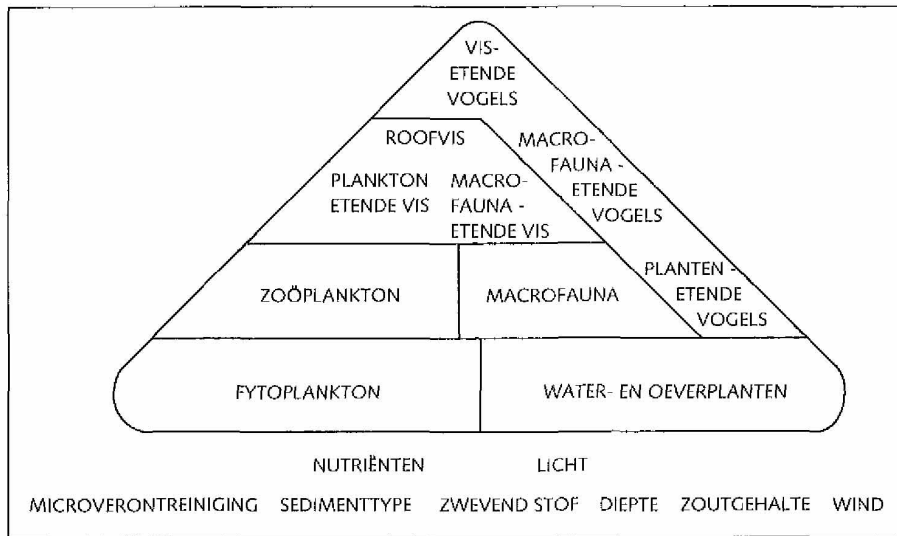 VIS-
ETENDE
VOGELS
ROOFVIS
MACRO-
FAUNA -
ETENDE
VOGELS
PLANKTON
ETENDE VIS
MACRO-
FAUNA -
ETENDE VIS
PLANTEN -
ETENDE
VOGELS
ZOÖPLANKTON
MACROFAUNA
FYTOPLANKTON
WATER- EN OEVERPLANTEN
NUTRIËNTEN LICHT
MICROVERONTREINIGING SEDIMENTTYPE ZWEVEND STOF DIEPTE ZOUTGEHALTE WIND